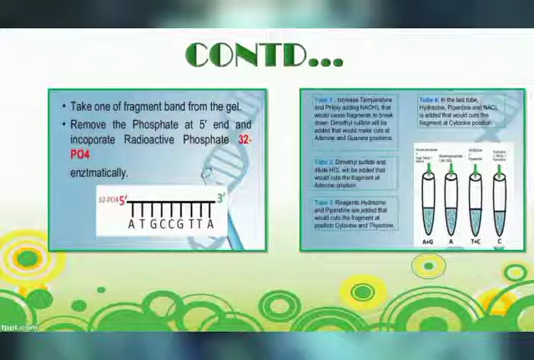 CONTD...
• Take one of fragment band from the gel.
• Remove the Phosphate at 5' end and
incoporate Radioactive Phosphate 32-
PO4
enztmatically.
32-PO4 5' 3'
A T G C C G T T A
Tube 1: Increase Temperature
and PH(by adding NAOH), that
would cause fragments to break
down. Dimethyl sulfate will be
added that would make cuts at
Adenine and Guanine positions.
Tube 2: Dimethyl sulfate and
dilute HCL will be added that
would cuts the fragment at
Adenine position
Tube 3: Reagents Hydrazine
and Piperidine are added that
would cuts the fragment at
position Cytosine and Thyamine.
Tube 4: In the last tube,
Hydrazine, Piperdine and NACL
is added that would cuts the
fragment at Cytocine position
A+G A T+C C
fppt.com